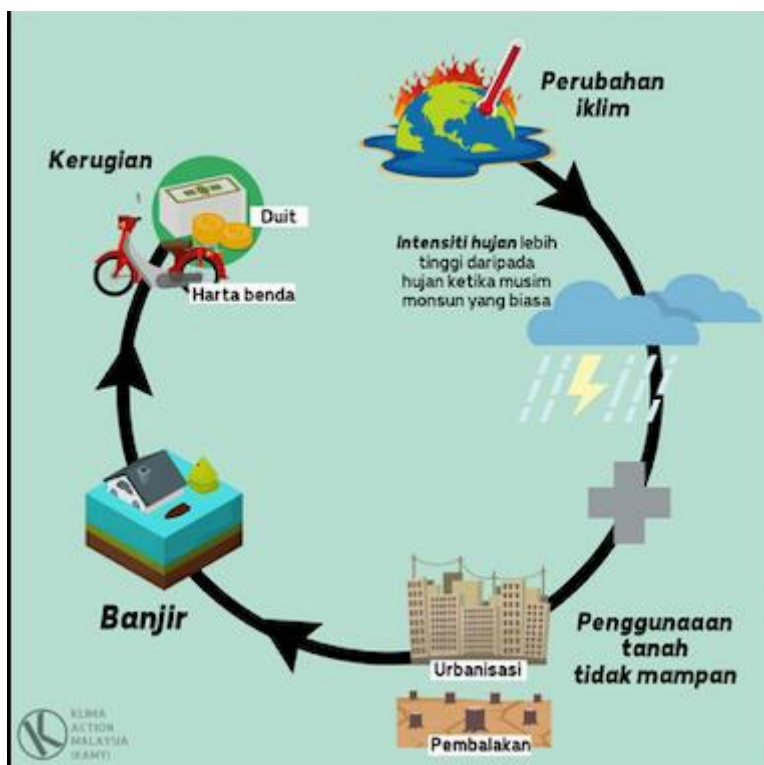 Perubahan
iklim
Kerugian
Duit
Harta benda
Intensiti hujan lebih
tinggi daripada
hujan ketika musim
monsun yang biasa
Banjir
Penggunaaan
tanah
tidak mampan
Urbanisasi
Pembalakan
KLIMA
ACTION
MALAYSIA
(KAMY)